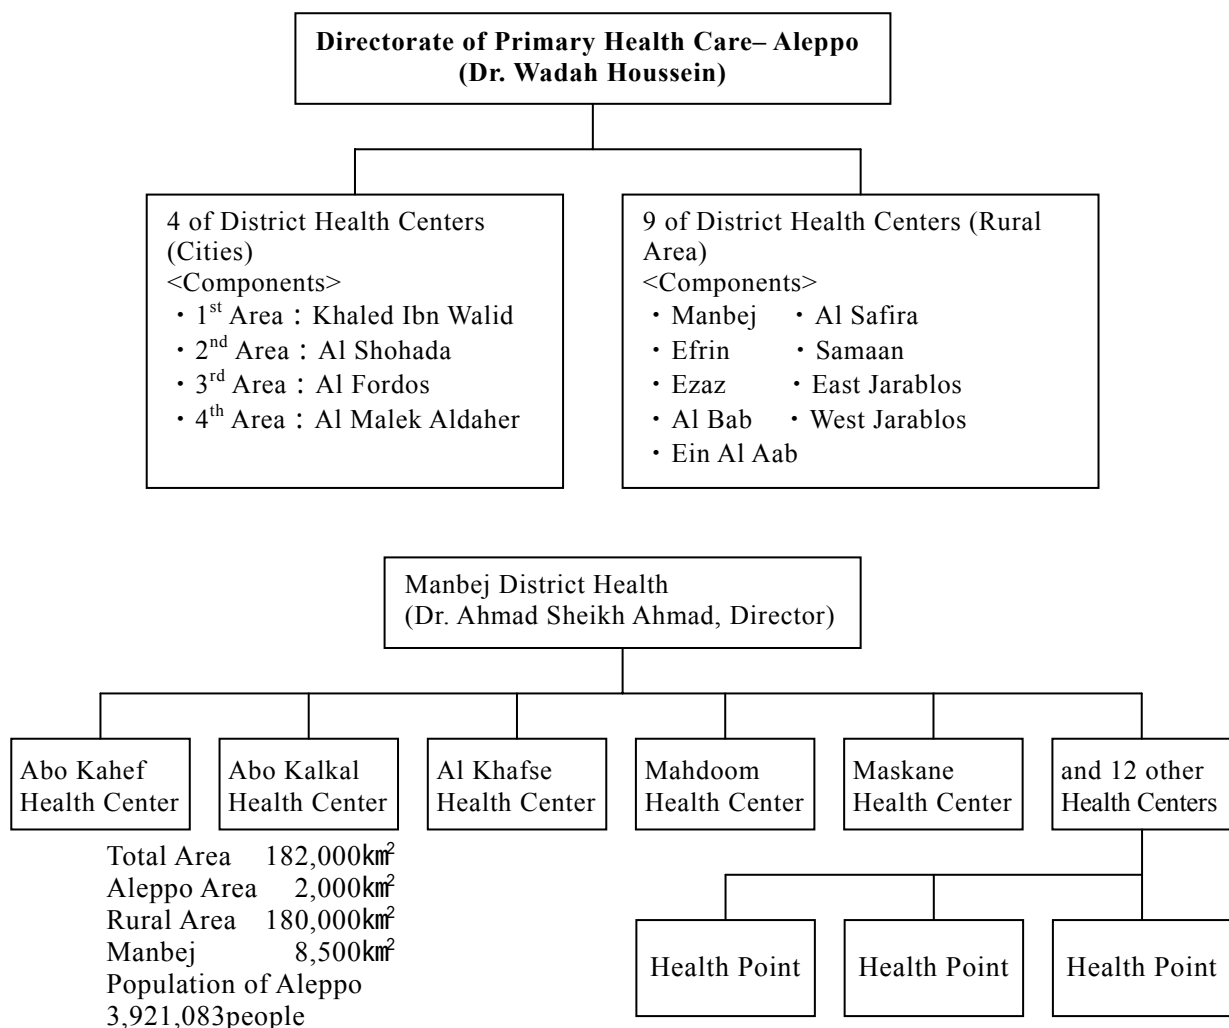 Directorate of Primary Health Care– Aleppo
(Dr. Wadah Houssein)
4 of District Health Centers
(Cities)
<Components>
・1st Area：Khaled Ibn Walid
・2nd Area：Al Shohada
・3rd Area：Al Fordos
・4th Area：Al Malek Aldaher
9 of District Health Centers (Rural
Area)
<Components>
・Manbej ・Al Safira
・Efrin ・Samaan
・Ezaz ・East Jarablos
・Al Bab ・West Jarablos
・Ein Al Aab
Manbej District Health
(Dr. Ahmad Sheikh Ahmad, Director)
Abo Kahef
Health Center
Abo Kalkal
Health Center
Al Khafse
Health Center
Mahdoom
Health Center
Maskane
Health Center
and 12 other
Health Centers
Total Area 182,000㎢
Aleppo Area 2,000㎢
Rural Area 180,000㎢
Manbej 8,500㎢
Population of Aleppo
3,921,083people
Health Point
Health Point
Health Point